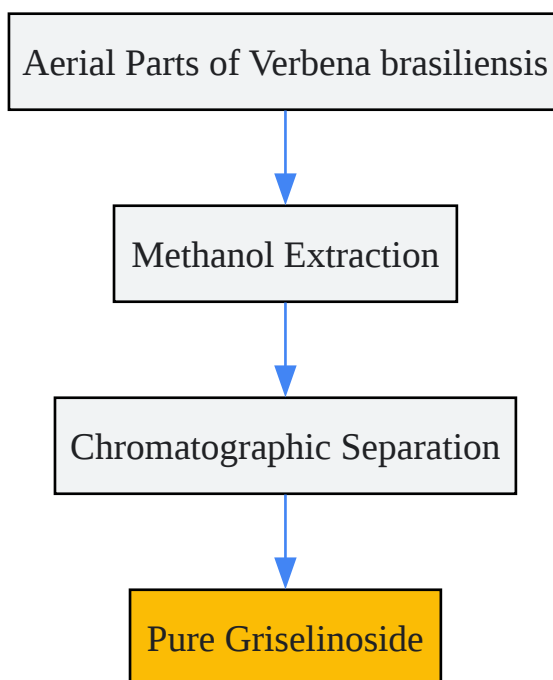 Aerial Parts of Verbena brasiliensis
Methanol Extraction
Chromatographic Separation
Pure Griselinoside